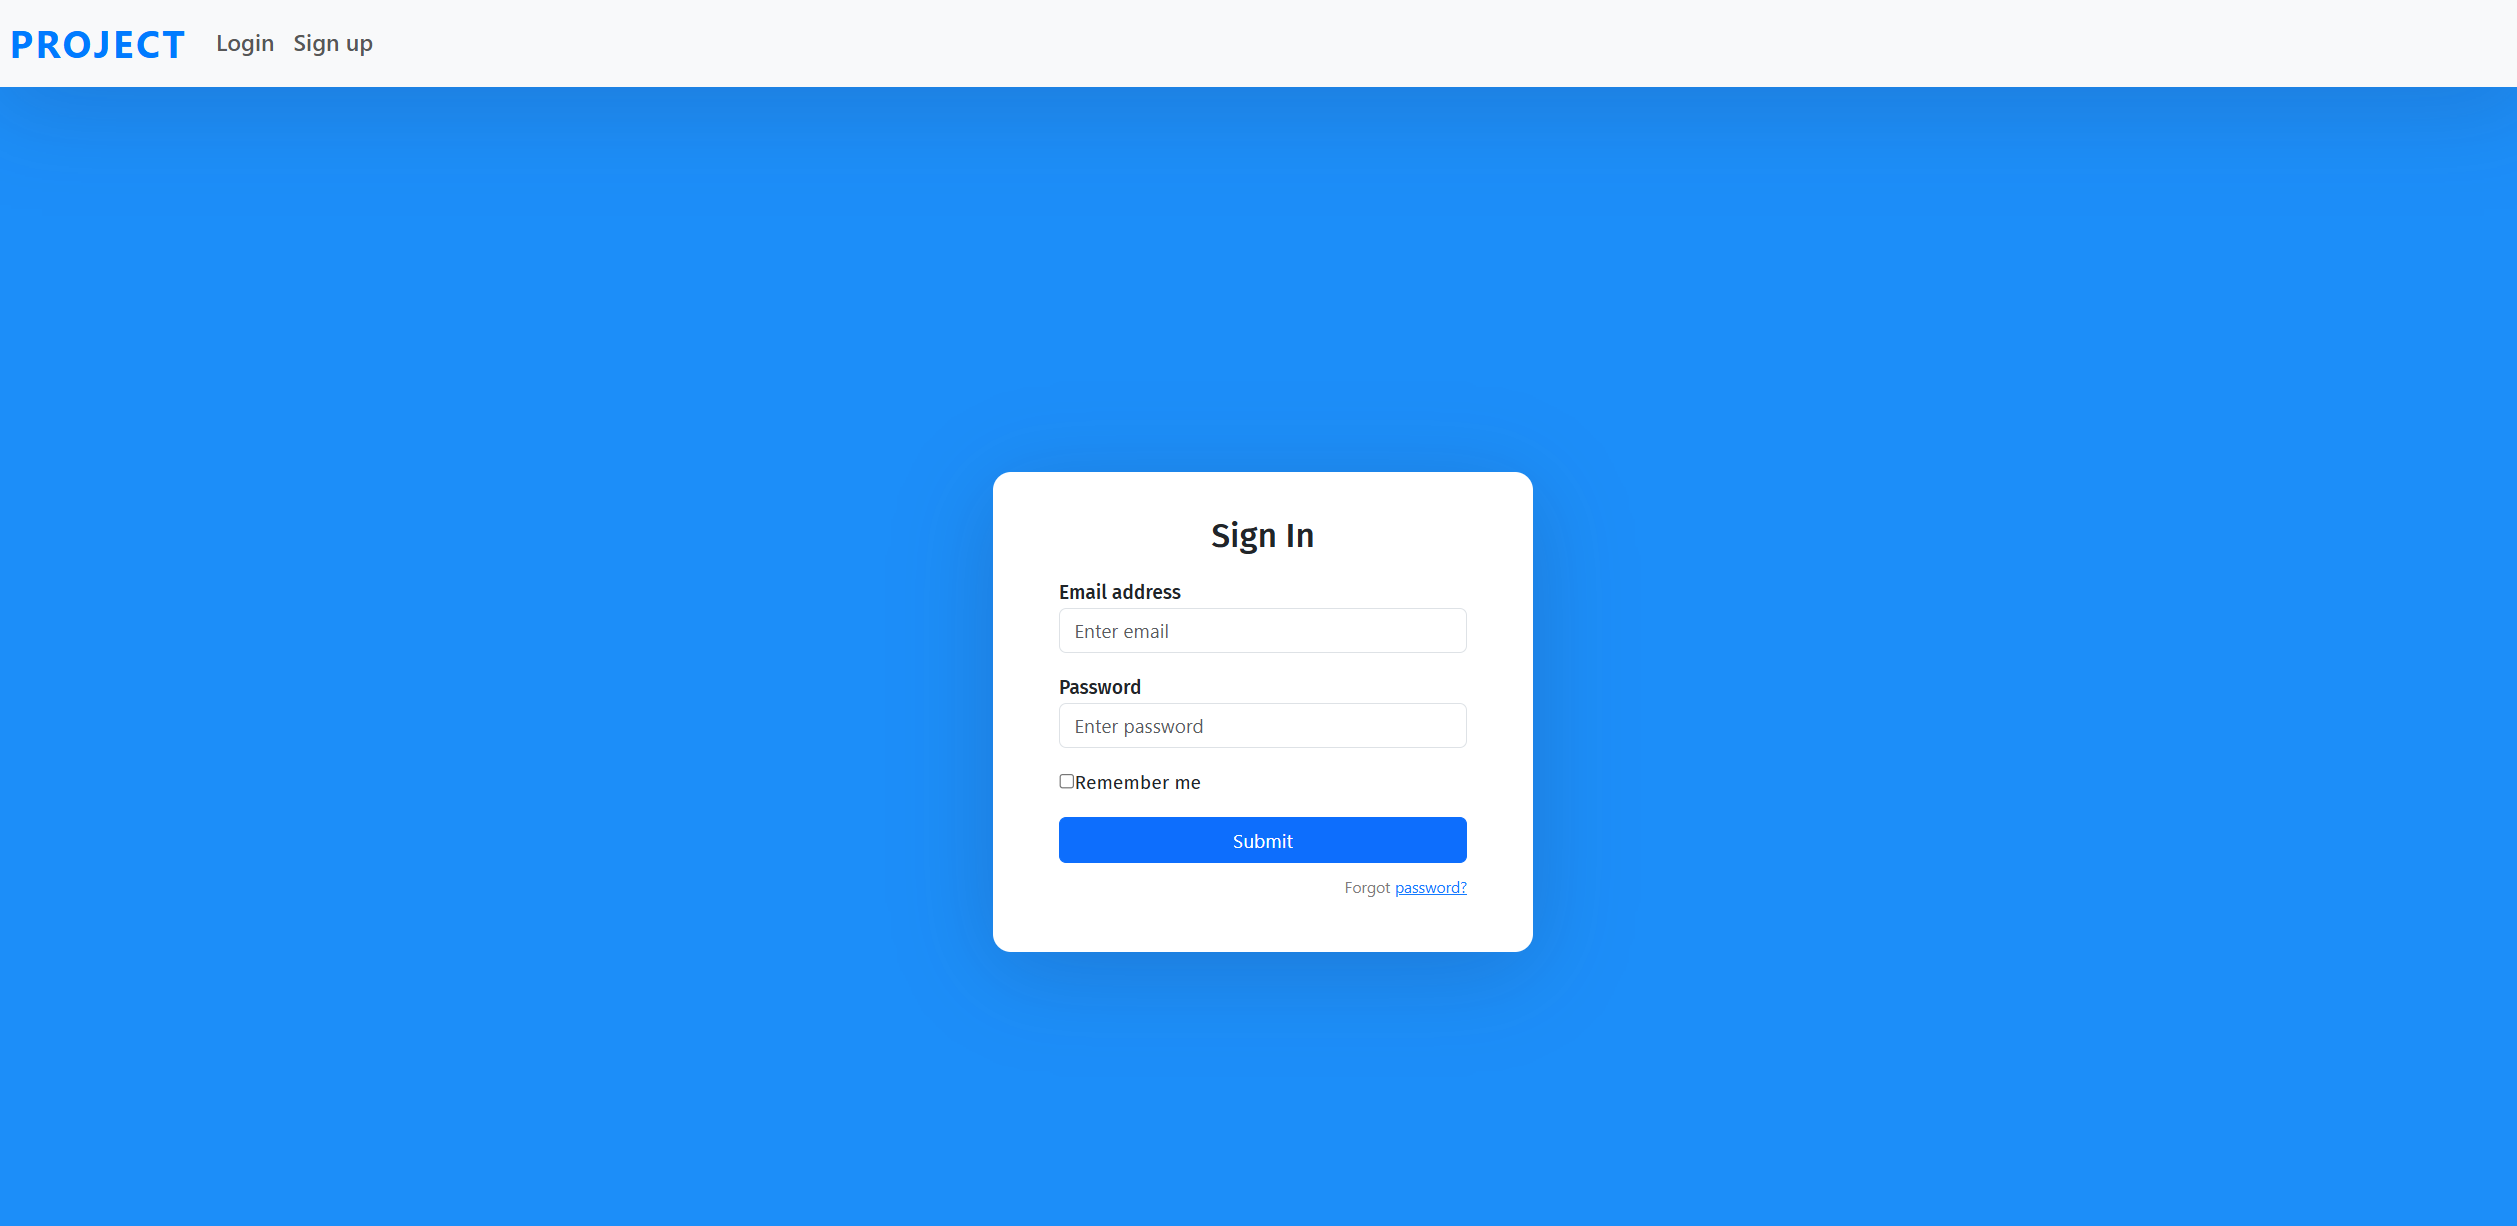 PROJECT Login Sign up
Sign In
Email address
Enter email
Password
Enter password
Remember me
Submit
Forgot password?